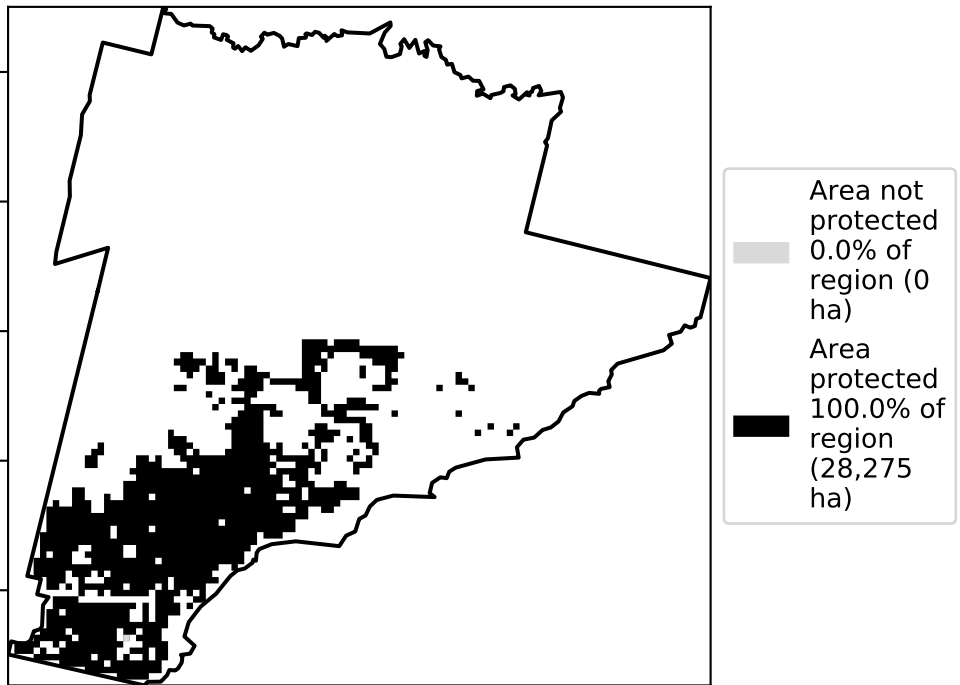 Area not
protected
0.0% of
region (0
ha)
Area
protected
100.0% of
region
(28,275
ha)